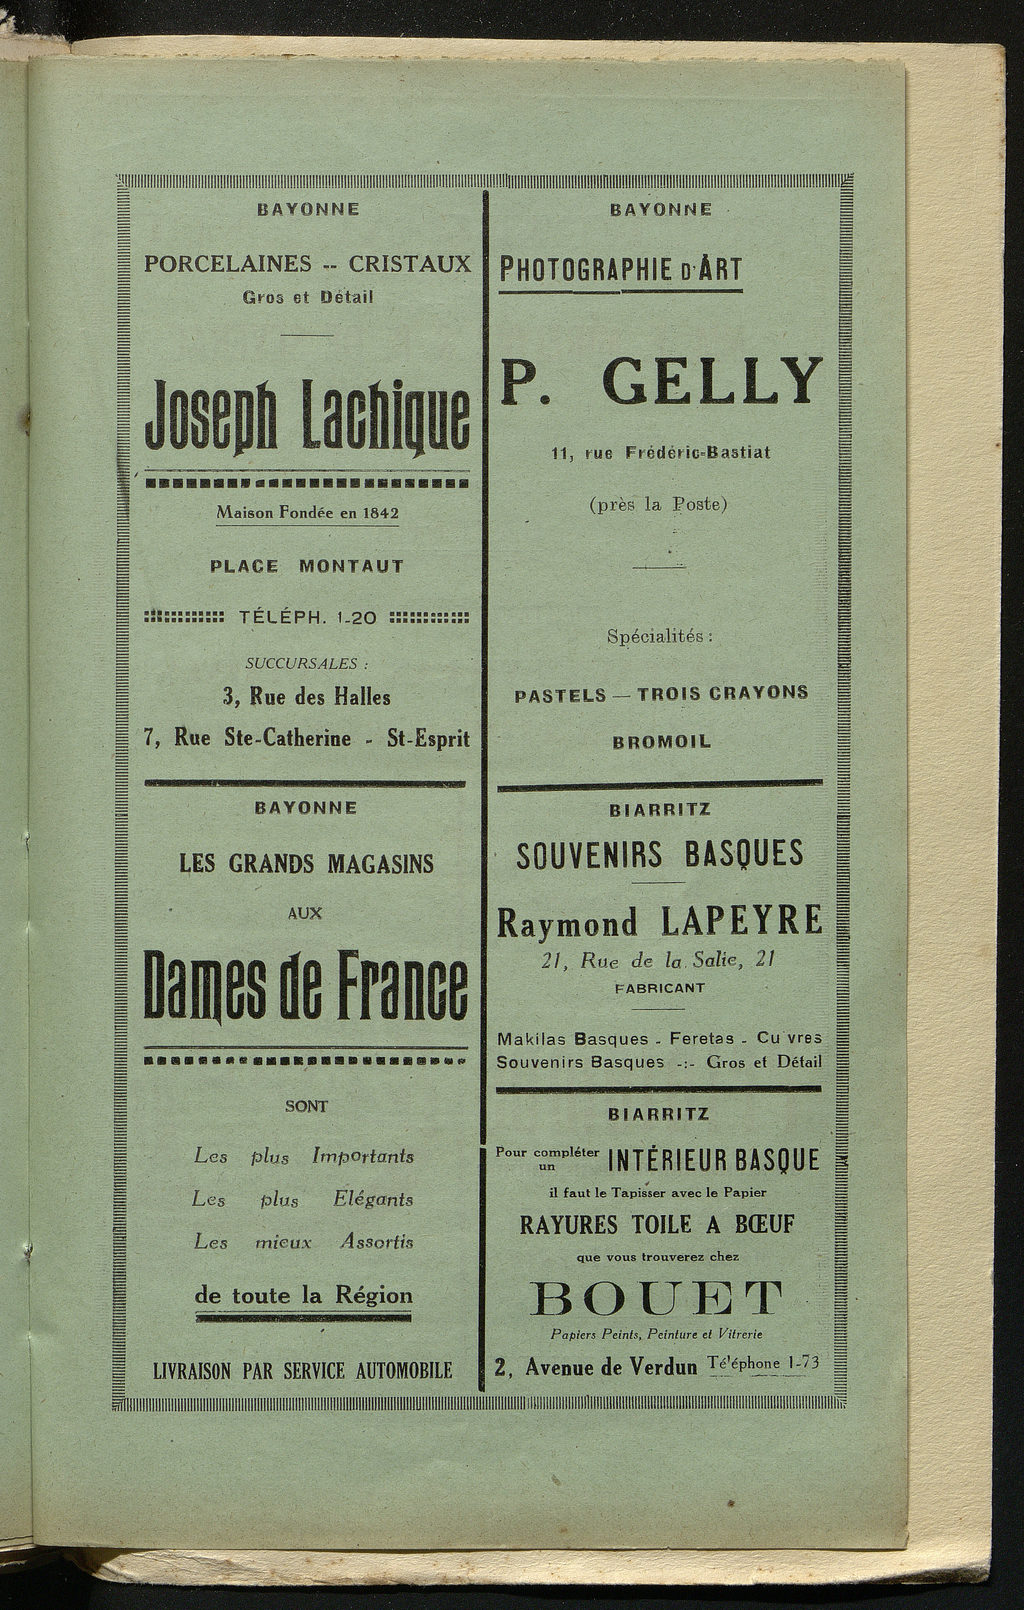 BAYONNE
PORCELAINES -- CRISTAUX
Gros et Détail
Joseph Lachique
Maison Fondée en 1842
PLACE MONTAUT
TÉLÉPH. 1-20
SUCCURSALES :
3, Rue des Halles
7, Rue Ste-Catherine - St-Esprit
BAYONNE
LES GRANDS MAGASINS
AUX
Dames de France
SONT
Les plus Importants
Les plus Elégants
Les mieux Assortis
de toute la Région
LIVRAISON PAR SERVICE AUTOMOBILE
BAYONNE
PHOTOGRAPHIE D'ART
P. GELLY
11, rue Frédéric-Bastiat
(près la Poste)
Spécialités :
PASTELS — TROIS CRAYONS
BROMOIL
BIARRITZ
SOUVENIRS BASQUES
Raymond LAPEYRE
21, Rue de la Salie, 21
FABRICANT
Makilas Basques - Feretas - Cuivres
Souvenirs Basques -:- Gros et Détail
BIARRITZ
Pour compléter un INTÉRIEUR BASQUE
il faut le Tapisser avec le Papier
RAYURES TOILE A BŒUF
que vous trouverez chez
BOUET
Papiers Peints, Peinture et Vitrerie
2, Avenue de Verdun Té'éphone 1-73